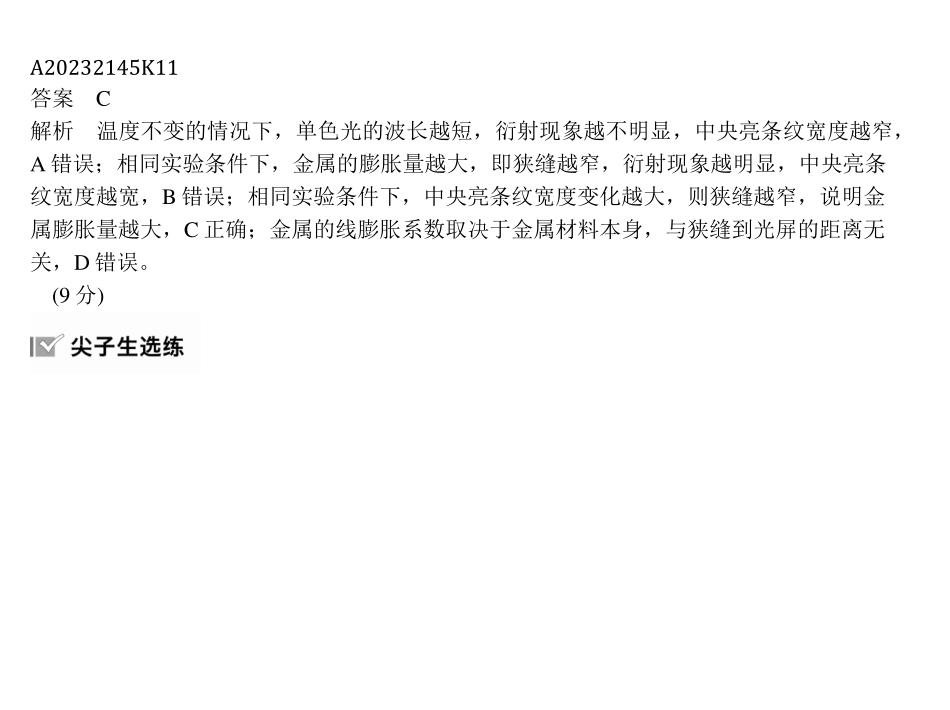 A20232145K11
答案　C
解析　温度不变的情况下，单色光的波长越短，衍射现象越不明显，中央亮条纹宽度越窄，
A 错误；相同实验条件下，金属的膨胀量越大，即狭缝越窄，衍射现象越明显，中央亮条
纹宽度越宽，B 错误；相同实验条件下，中央亮条纹宽度变化越大，则狭缝越窄，说明金
属膨胀量越大，C 正确；金属的线膨胀系数取决于金属材料本身，与狭缝到光屏的距离无
关，D 错误。
(9 分)
尖子生选练